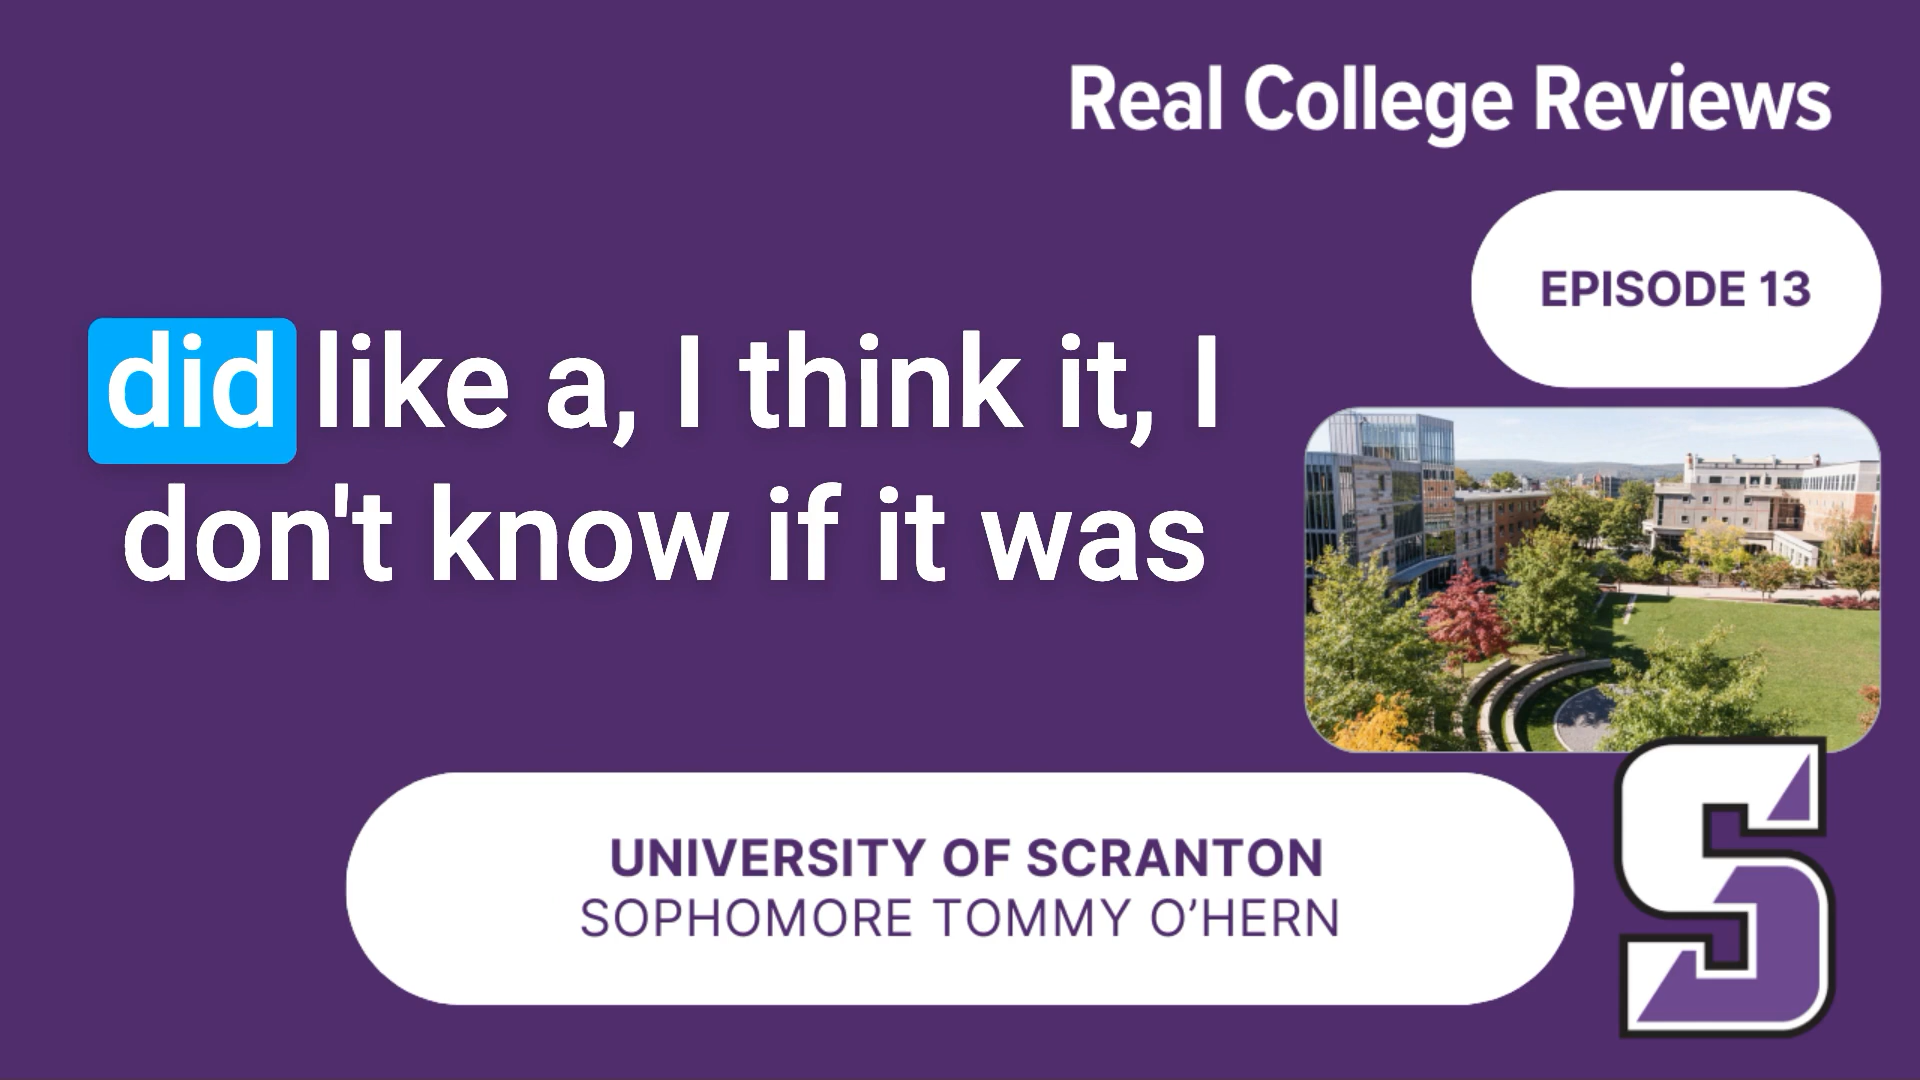 Real College Reviews
EPISODE 13
did like a, I think it, I
don't know if it was
UNIVERSITY OF SCRANTON
SOPHOMORE TOMMY O’HERN
S